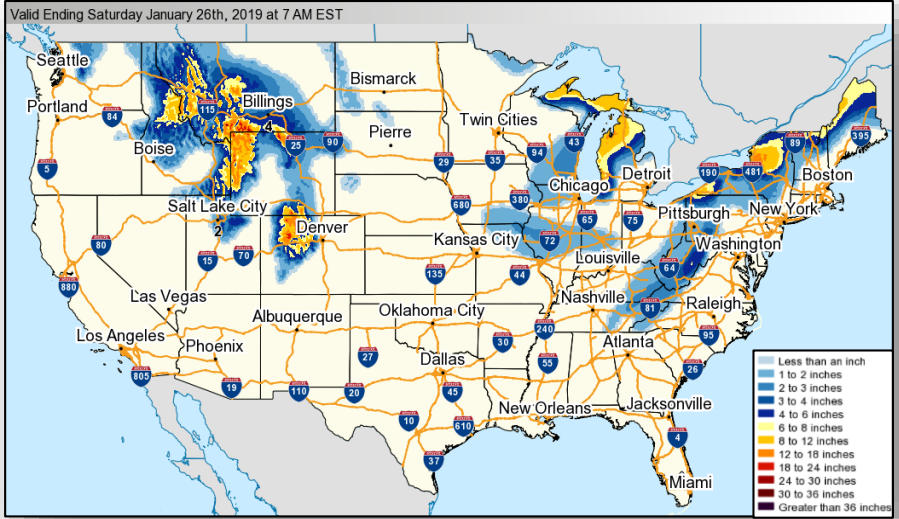 Valid Ending Saturday January 26th, 2019 at 7 AM EST
Seattle
Bismarck
115
Billings
Portland
84
4
Twin Cities
Pierre
395
Boise
25
90
94
43
89
5
29
35
190
481
Boston
Chicago
Detroit
Salt Lake City
680
380
New York
2
Denver
65
75
Pittsburgh
80
Kansas City
72
Washington
15
70
Louisville
64
880
135
44
Las Vegas
Nashville
Raleigh
Albuquerque
Oklahoma City
81
Los Angeles
Phoenix
240
95
30
Atlanta
27
Dallas
55
805
19
110
20
45
26
New Orleans
Jacksonville
10
610
4
37
Miami
Less than an inch
1 to 2 inches
2 to 3 inches
3 to 4 inches
4 to 6 inches
6 to 8 inches
8 to 12 inches
12 to 18 inches
18 to 24 inches
24 to 30 inches
30 to 36 inches
Greater than 36 inches